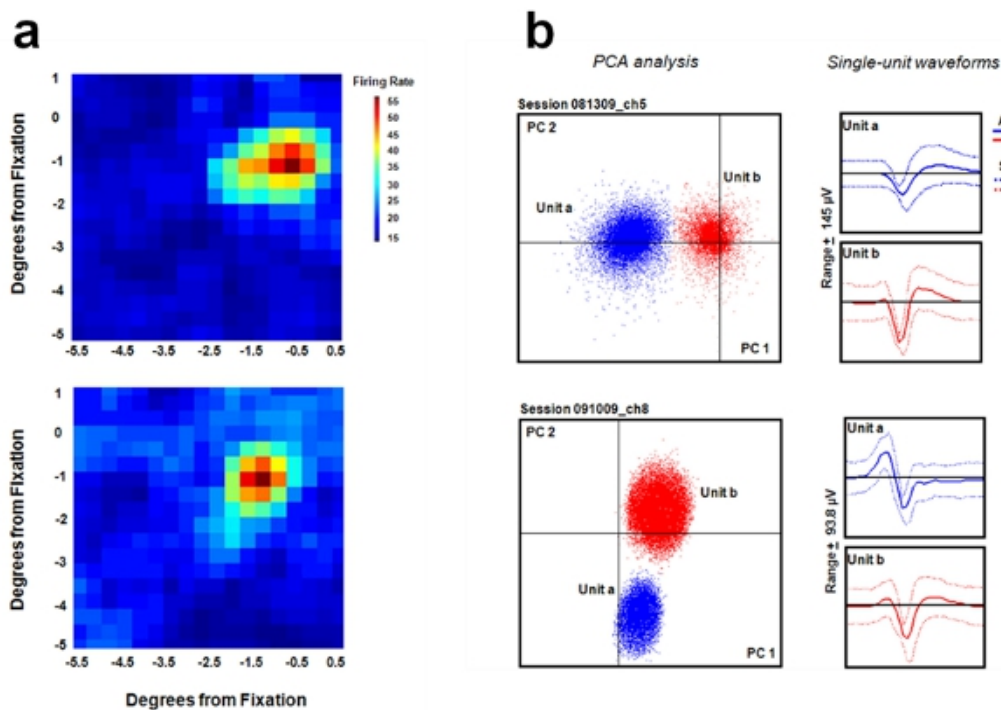 a
Degrees from FIxation
1
0
-1
-2
-3
-4
-5
-5.5 -4.5 -3.5 -2.5 -1.5 -0.5 0.5
Firing Rate
55
50
45
40
35
30
25
20
15
Degrees from FIxation
1
0
-1
-2
-3
-4
-5
-5.5 -4.5 -3.5 -2.5 -1.5 -0.5 0.5
Degrees from Fixation
b
PCA analysis
Single-unit waveforms
Session 081309_ch5
PC 2
Unit a
Unit b
PC 1
Range ± 145 µV
Unit a
Unit b
Session 091009_ch8
PC 2
Unit b
Unit a
PC 1
Range ± 93.8 µV
Unit a
Unit b